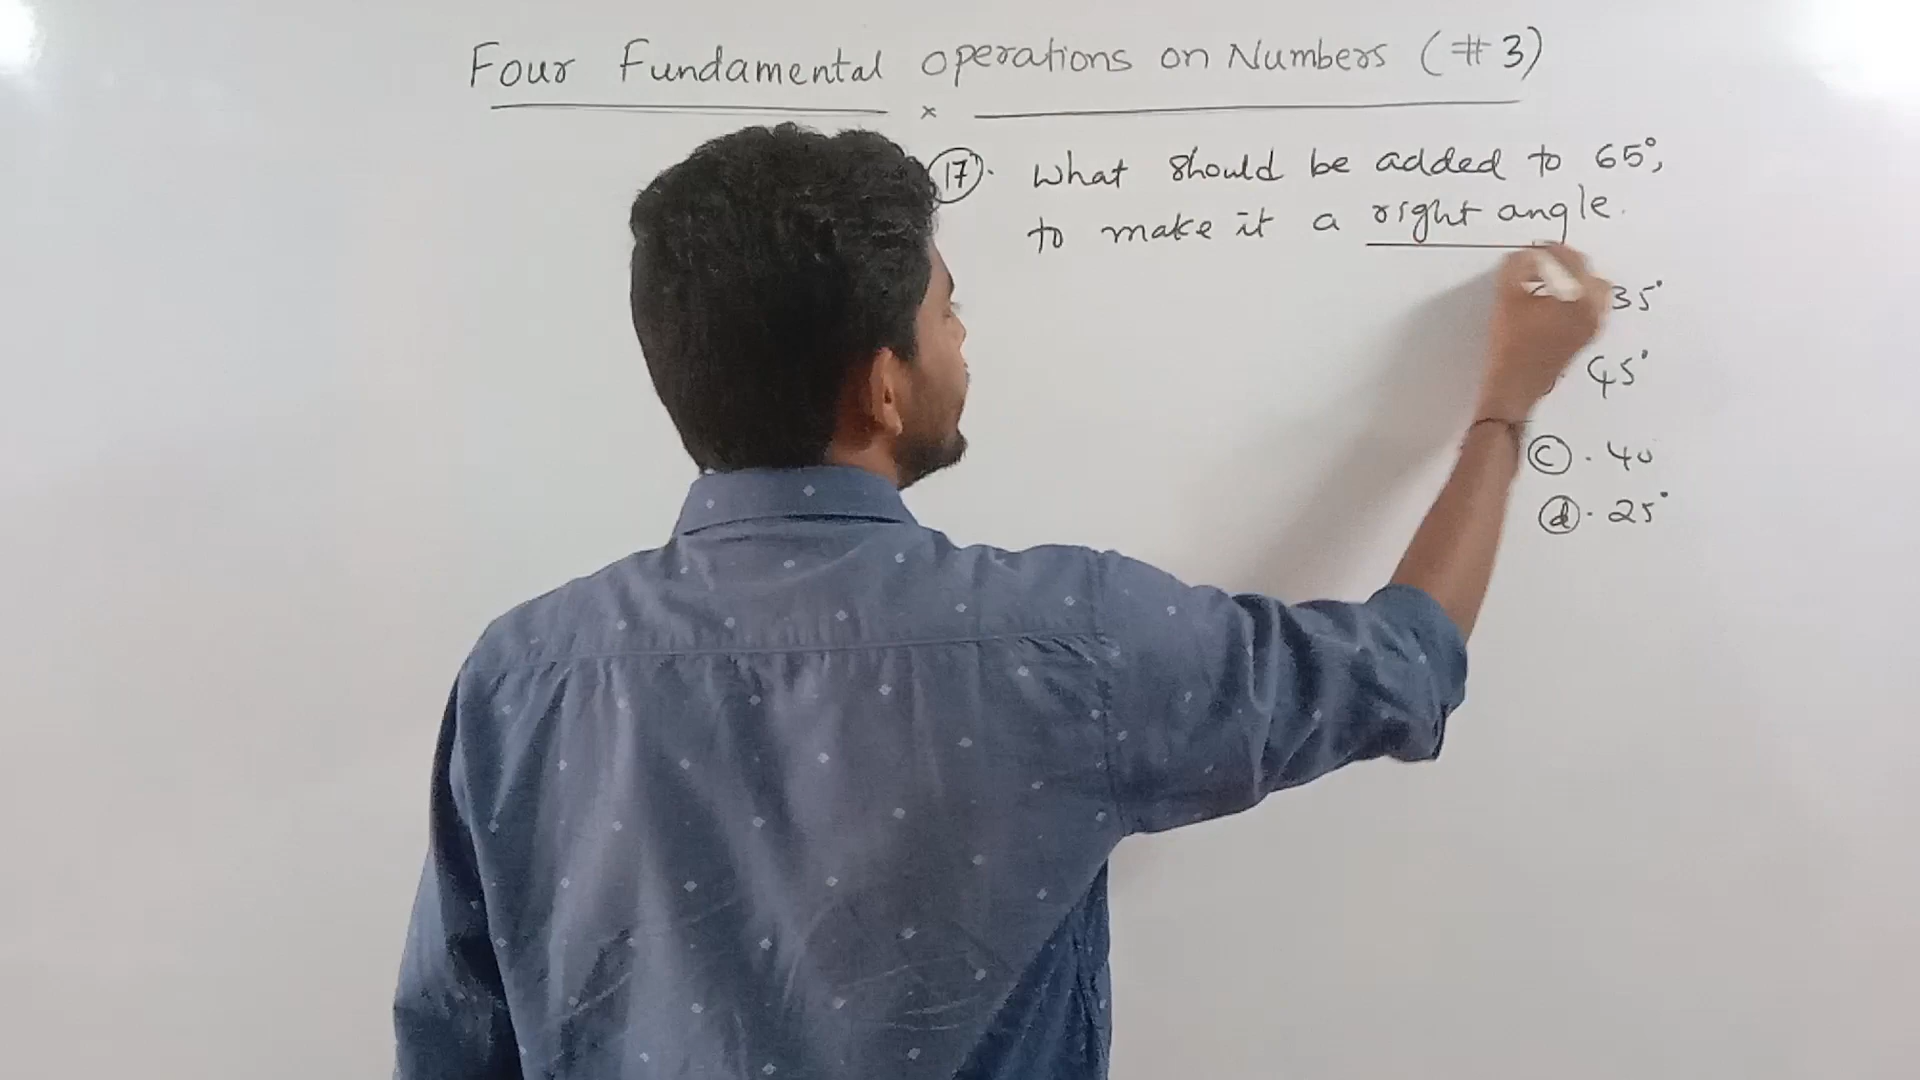 Four Fundamental operations on Numbers (#3)
×
17. What should be added to 65°,
to make it a right angle.
35°
45°
c. 40
d. 25°